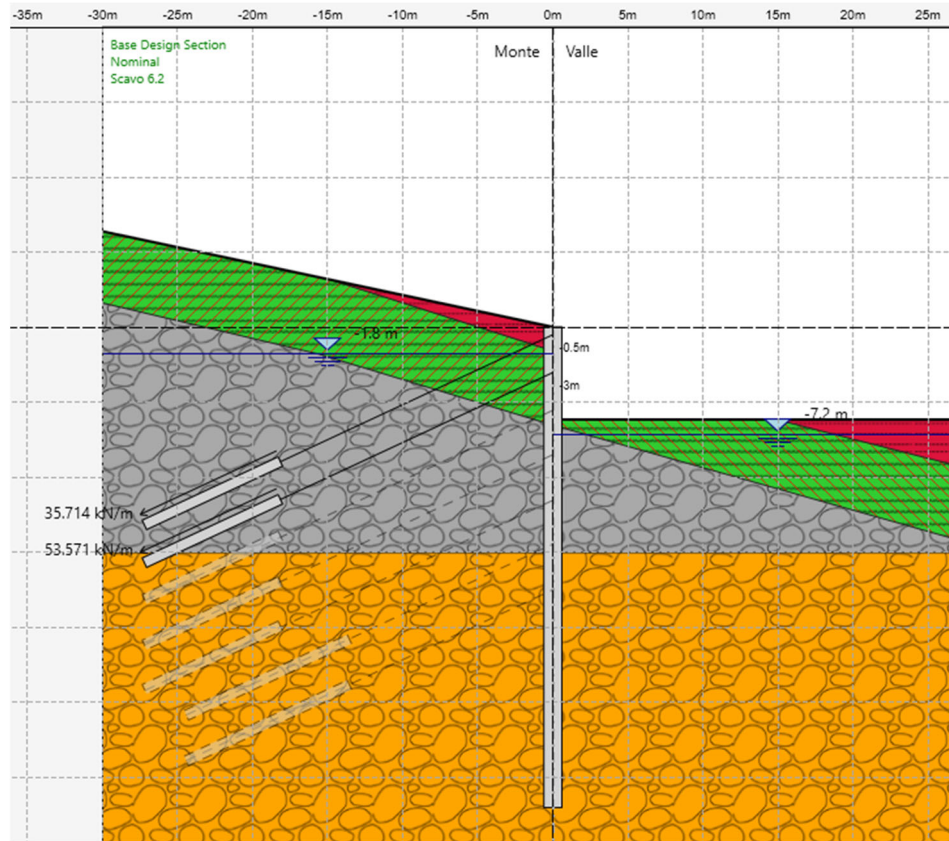 -35m -30m -25m -20m -15m -10m -5m 0m 5m 10m 15m 20m 25m
Base Design Section
Nominal
Scavo 6.2
Monte Valle
-1.8 m
-0.5m
-3m
-7.2 m
35.714 kN/m
53.571 kN/m